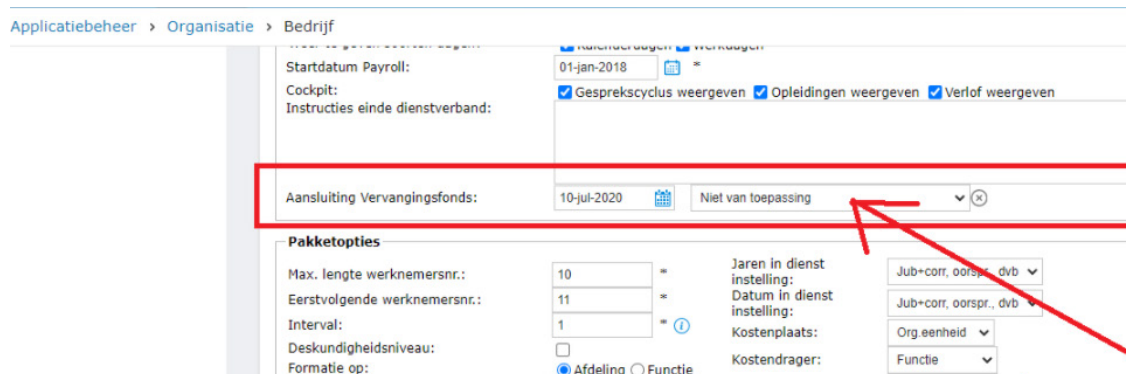 Applicatiebeheer > Organisatie > Bedrijf
Startdatum Payroll: 01-jan-2018 *
Cockpit: Gesprekscyclus weergeven Opleidingen weergeven Verlof weergeven
Instructies einde dienstverband:
Aansluiting Vervangingsfonds: 10-jul-2020 Niet van toepassing
Pakketopties
Max. lengte werknemersnr.: 10 * Jaren in dienst instelling: Jub+corr, oorspr., dvb
Eerstvolgende werknemersnr.: 11 * Datum in dienst instelling: Jub+corr, oorspr., dvb
Interval: 1 * Kostenplaats: Org.eenheid
Deskundigheidsniveau: Kostendrager: Functie
Formatie op: Afdeling Functie